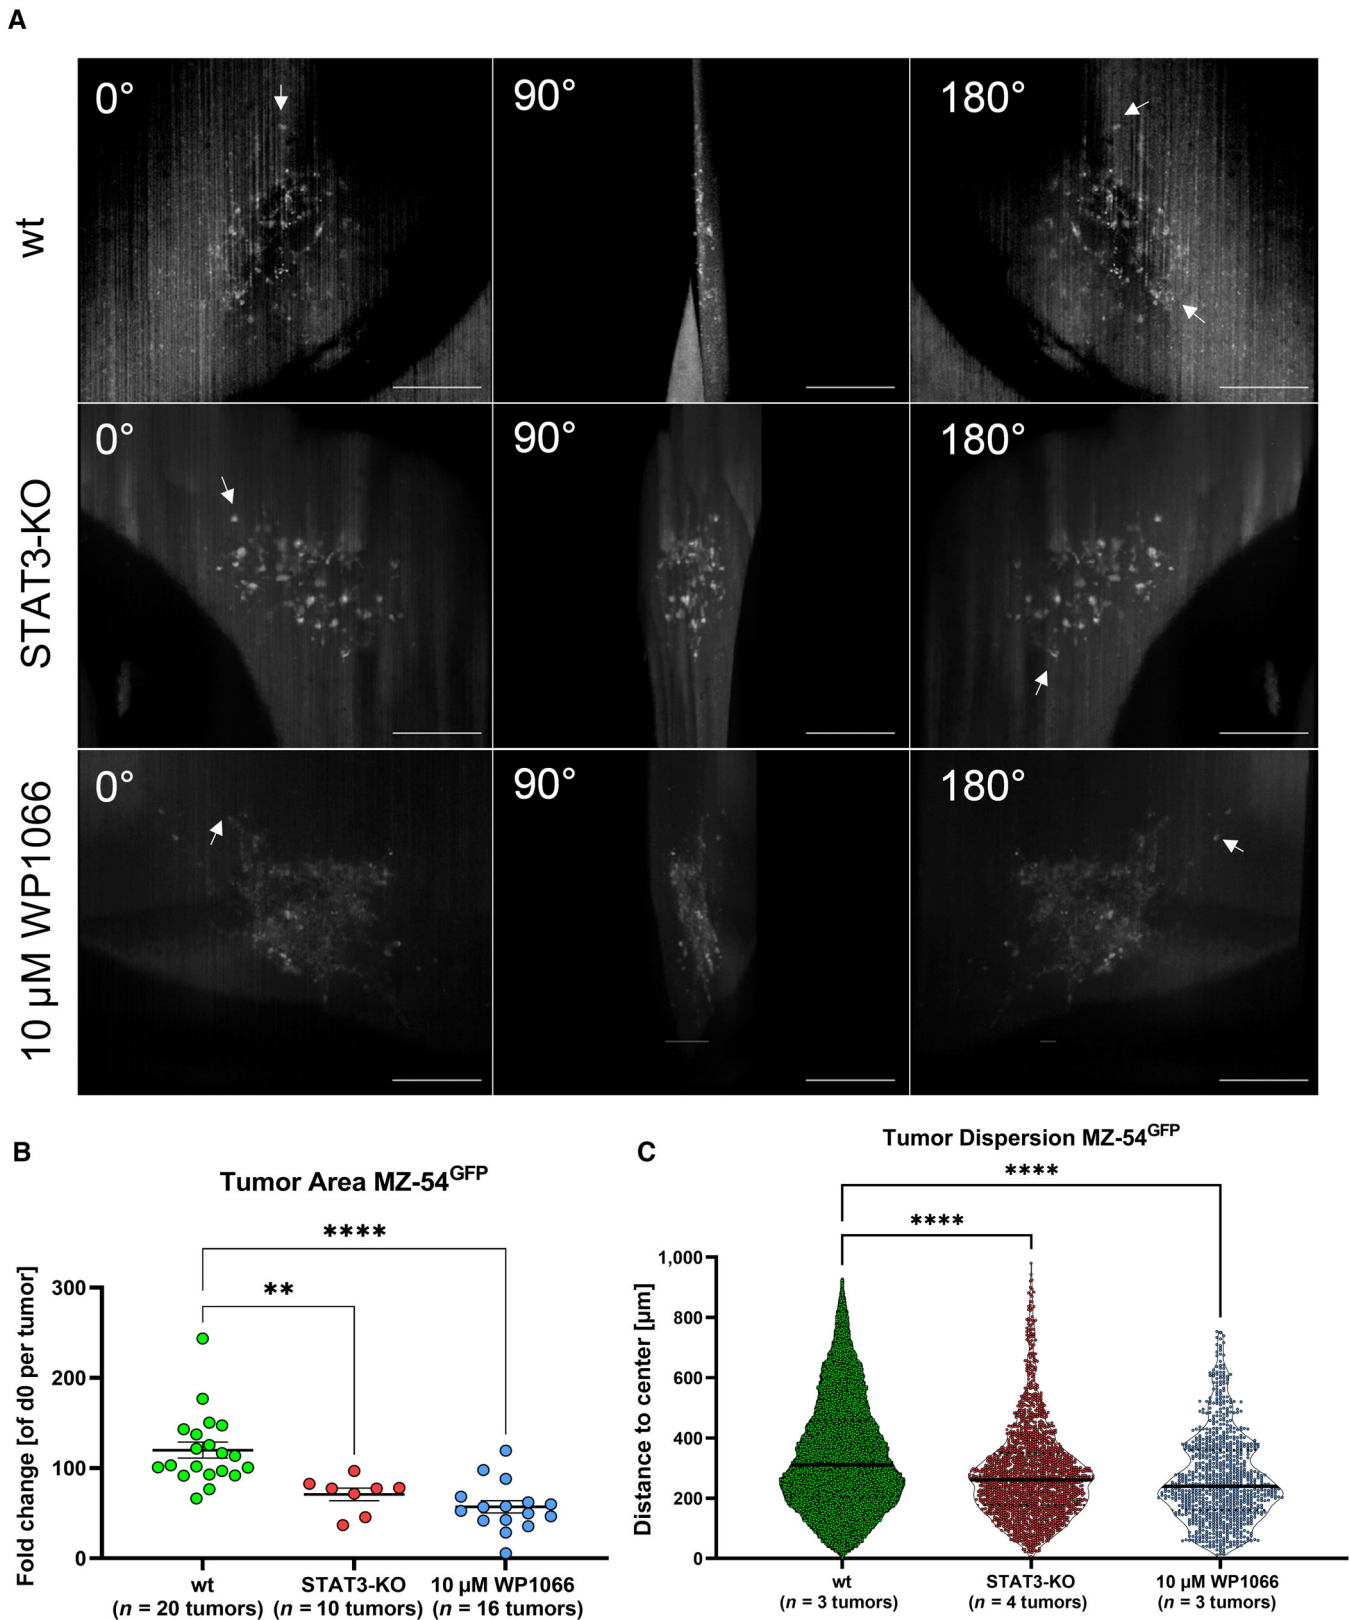 A
wt
0°
90°
180°
STAT3-KO
0°
90°
180°
10 µM WP1066
0°
90°
180°
B
Tumor Area MZ-54GFP
****
**
Fold change [of d0 per tumor]
300
200
100
0
wt
(n = 20 tumors)
STAT3-KO
(n = 10 tumors)
10 µM WP1066
(n = 16 tumors)
C
Tumor Dispersion MZ-54GFP
****
****
Distance to center [µm]
1,000
800
600
400
200
0
wt
(n = 3 tumors)
STAT3-KO
(n = 4 tumors)
10 µM WP1066
(n = 3 tumors)